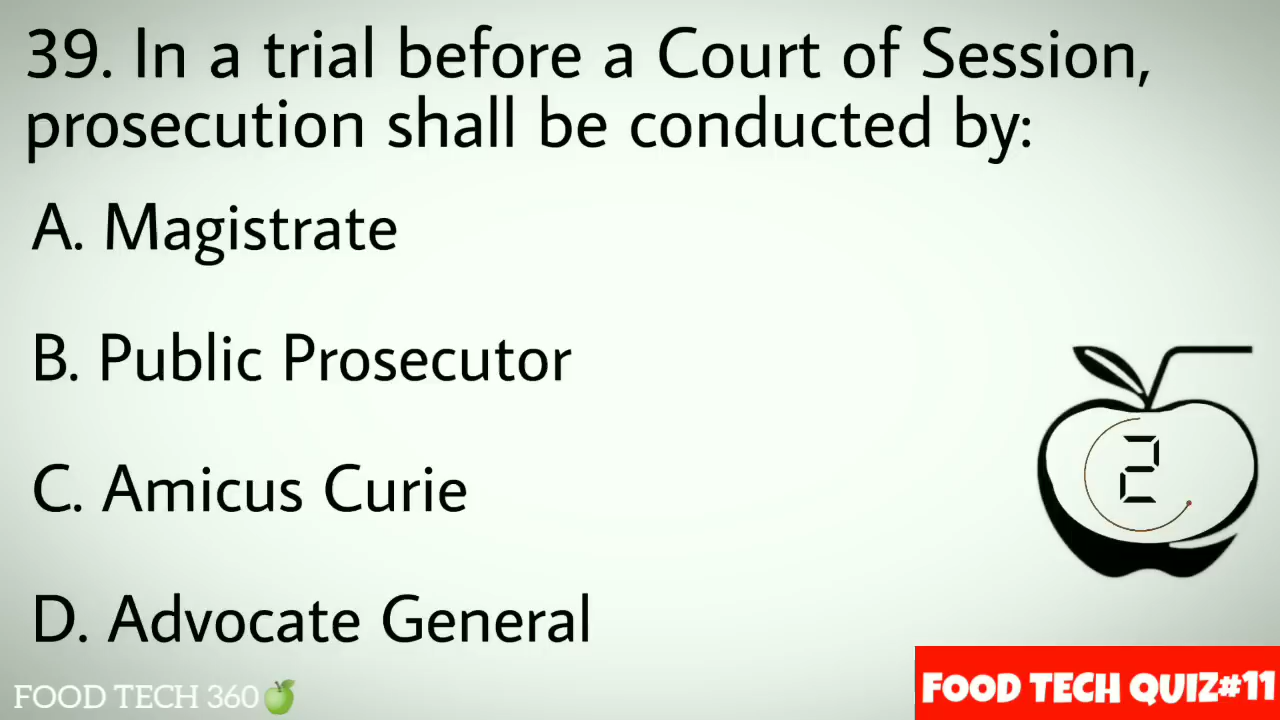 39. In a trial before a Court of Session,
prosecution shall be conducted by:
A. Magistrate
B. Public Prosecutor
C. Amicus Curie
D. Advocate General
2
FOOD TECH 360
FOOD TECH QUIZ#11